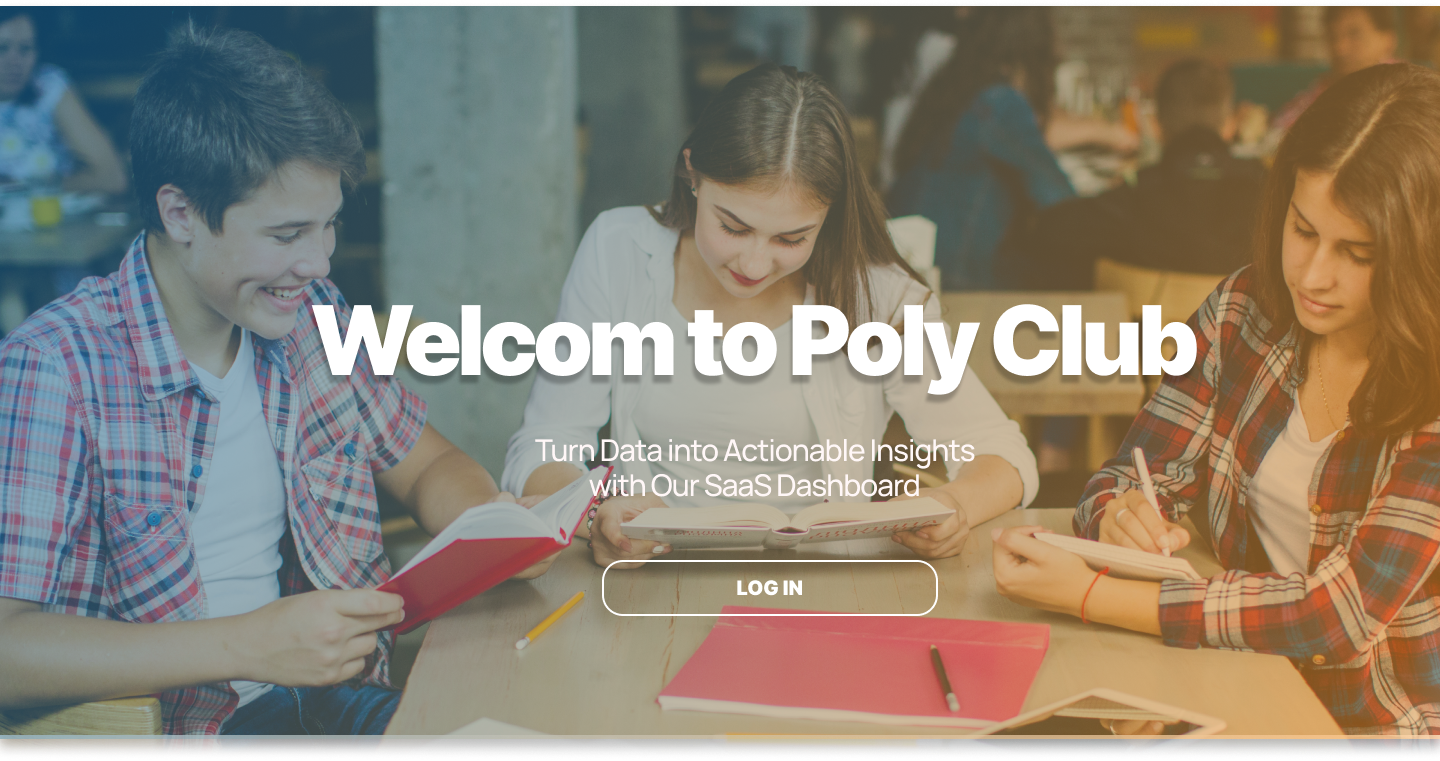 Welcom to Poly Club
Turn Data into Actionable Insights
with Our SaaS Dashboard
LOG IN